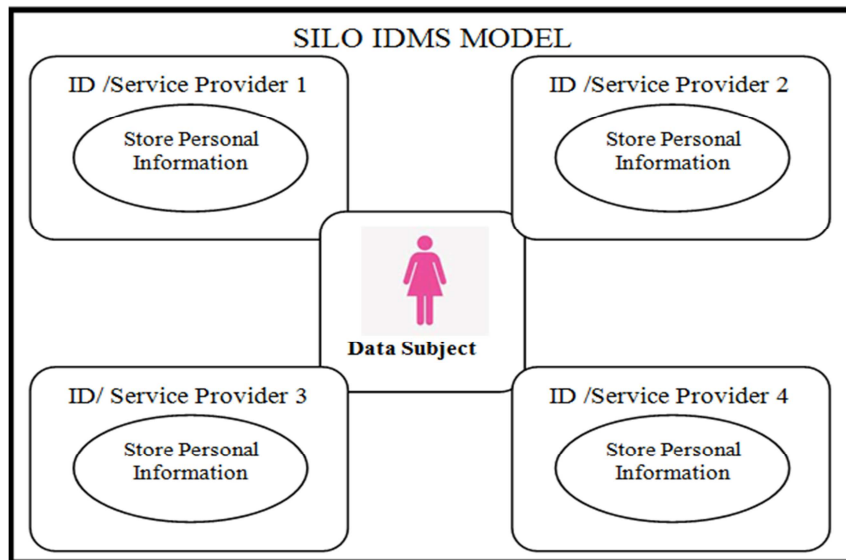 SILO IDMS MODEL
ID /Service Provider 1
Store Personal
Information
ID /Service Provider 2
Store Personal
Information
Data Subject
ID/ Service Provider 3
Store Personal
Information
ID /Service Provider 4
Store Personal
Information